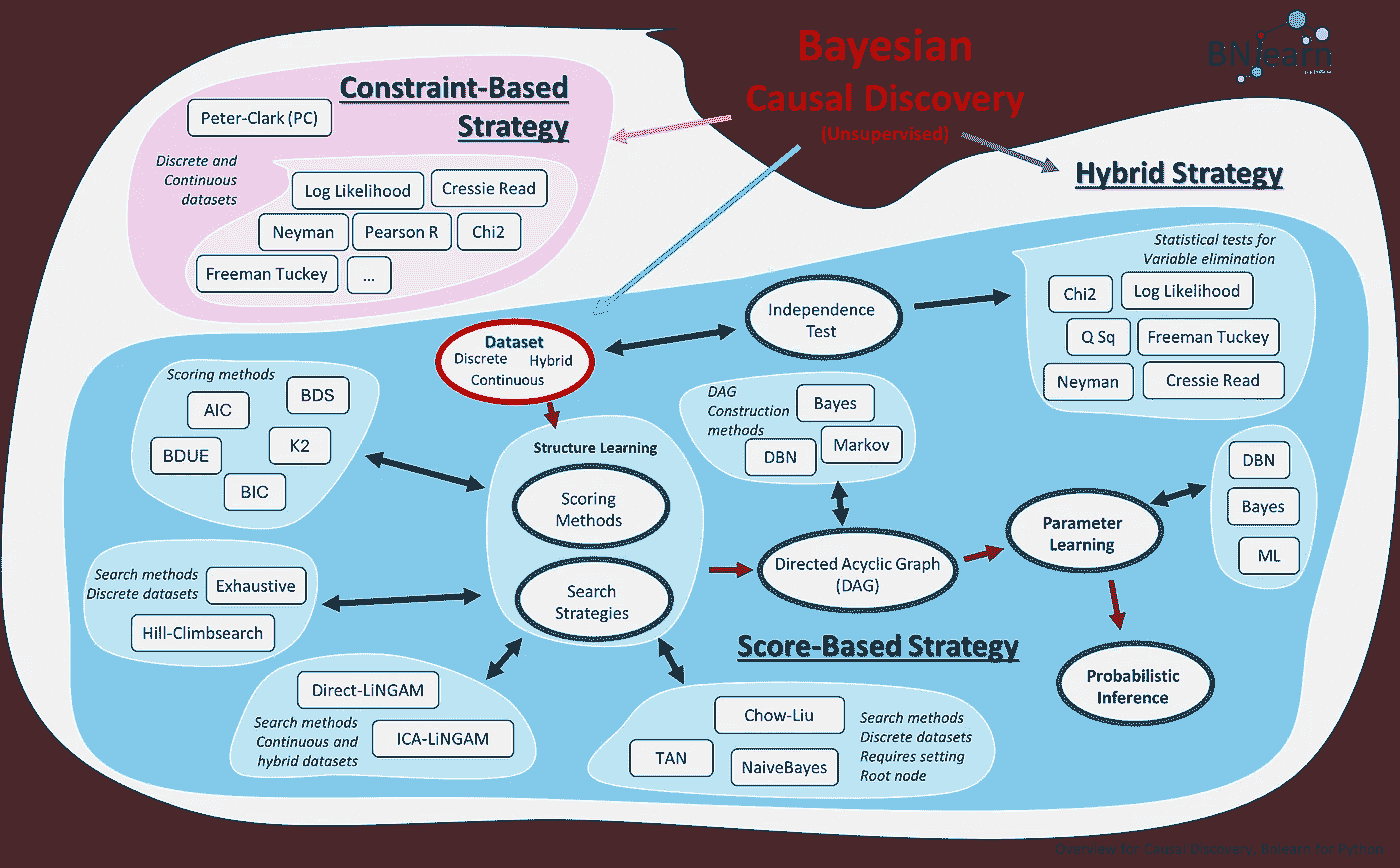 Bayesian
Causal Discovery
(Unsupervised)
BNlearn
Constraint-Based
Strategy
Peter-Clark (PC)
Discrete and
Continuous
datasets
Log Likelihood
Cressie Read
Neyman
Pearson R
Chi2
Freeman Tuckey
...
Hybrid Strategy
Statistical tests for
Variable elimination
Chi2
Log Likelihood
Q Sq
Freeman Tuckey
Neyman
Cressie Read
Independence
Test
Dataset
Discrete Hybrid
Continuous
Scoring methods
AIC
BDS
BDUE
K2
BIC
Structure Learning
Scoring
Methods
Search
Strategies
DAG
Construction
methods
Bayes
DBN
Markov
Directed Acyclic Graph
(DAG)
Parameter
Learning
DBN
Bayes
ML
Probabilistic
Inference
Score-Based Strategy
Search methods
Discrete datasets
Exhaustive
Hill-Climbsearch
Direct-LiNGAM
Search methods
Continuous and
hybrid datasets
ICA-LiNGAM
Chow-Liu
TAN
NaiveBayes
Search methods
Discrete datasets
Requires setting
Root node
Overview for Causal Discovery, Bnlearn for Python